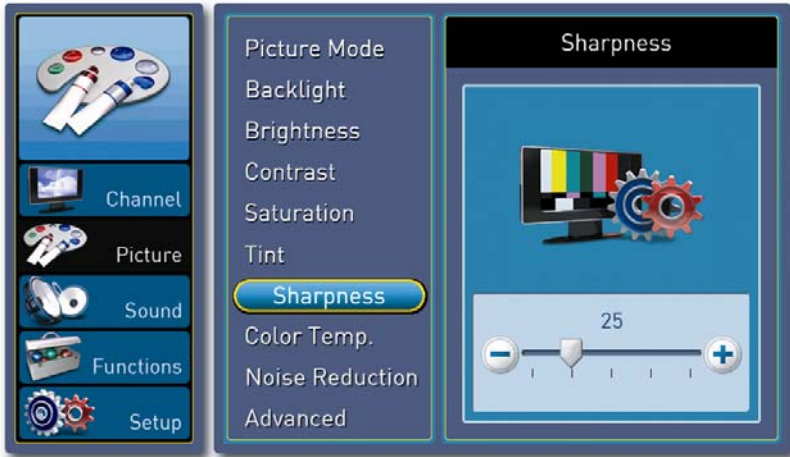 Channel
Picture
Sound
Functions
Setup
Picture Mode
Backlight
Brightness
Contrast
Saturation
Tint
Sharpness
Color Temp.
Noise Reduction
Advanced
Sharpness
25